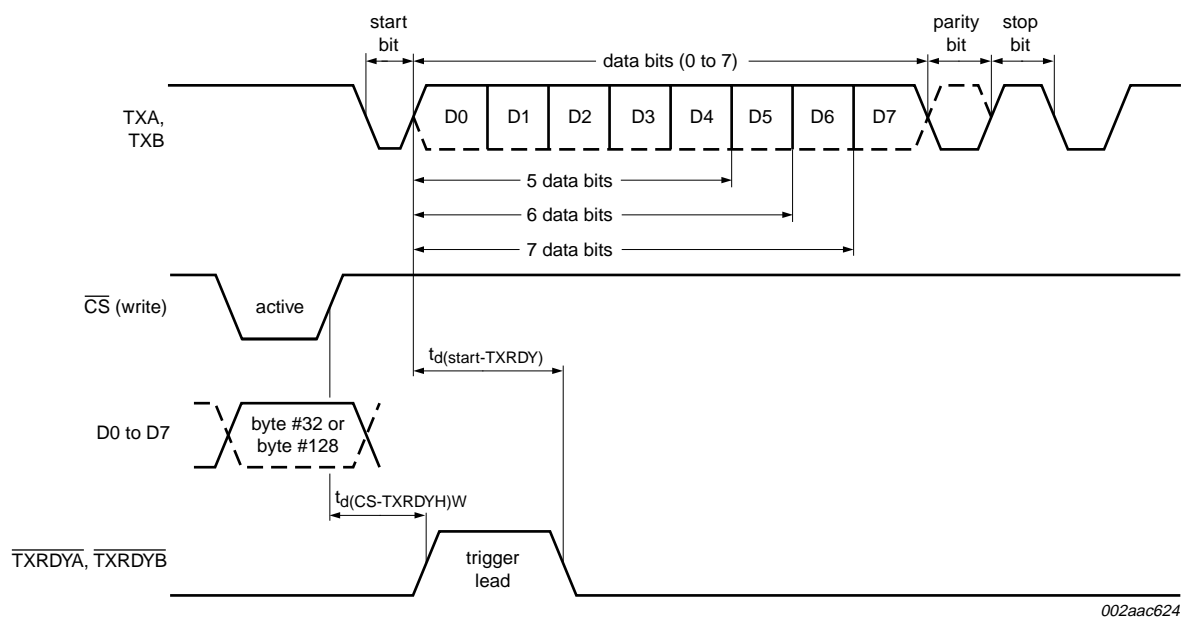 start
bit
data bits (0 to 7)
parity
bit
stop
bit
TXA,
TXB
D0 D1 D2 D3 D4 D5 D6 D7
5 data bits
6 data bits
7 data bits
CS (write)
active
td(start-TXRDY)
D0 to D7
byte #32 or
byte #128
td(CS-TXRDYH)W
TXRDYA, TXRDYB
trigger
lead
002aac624